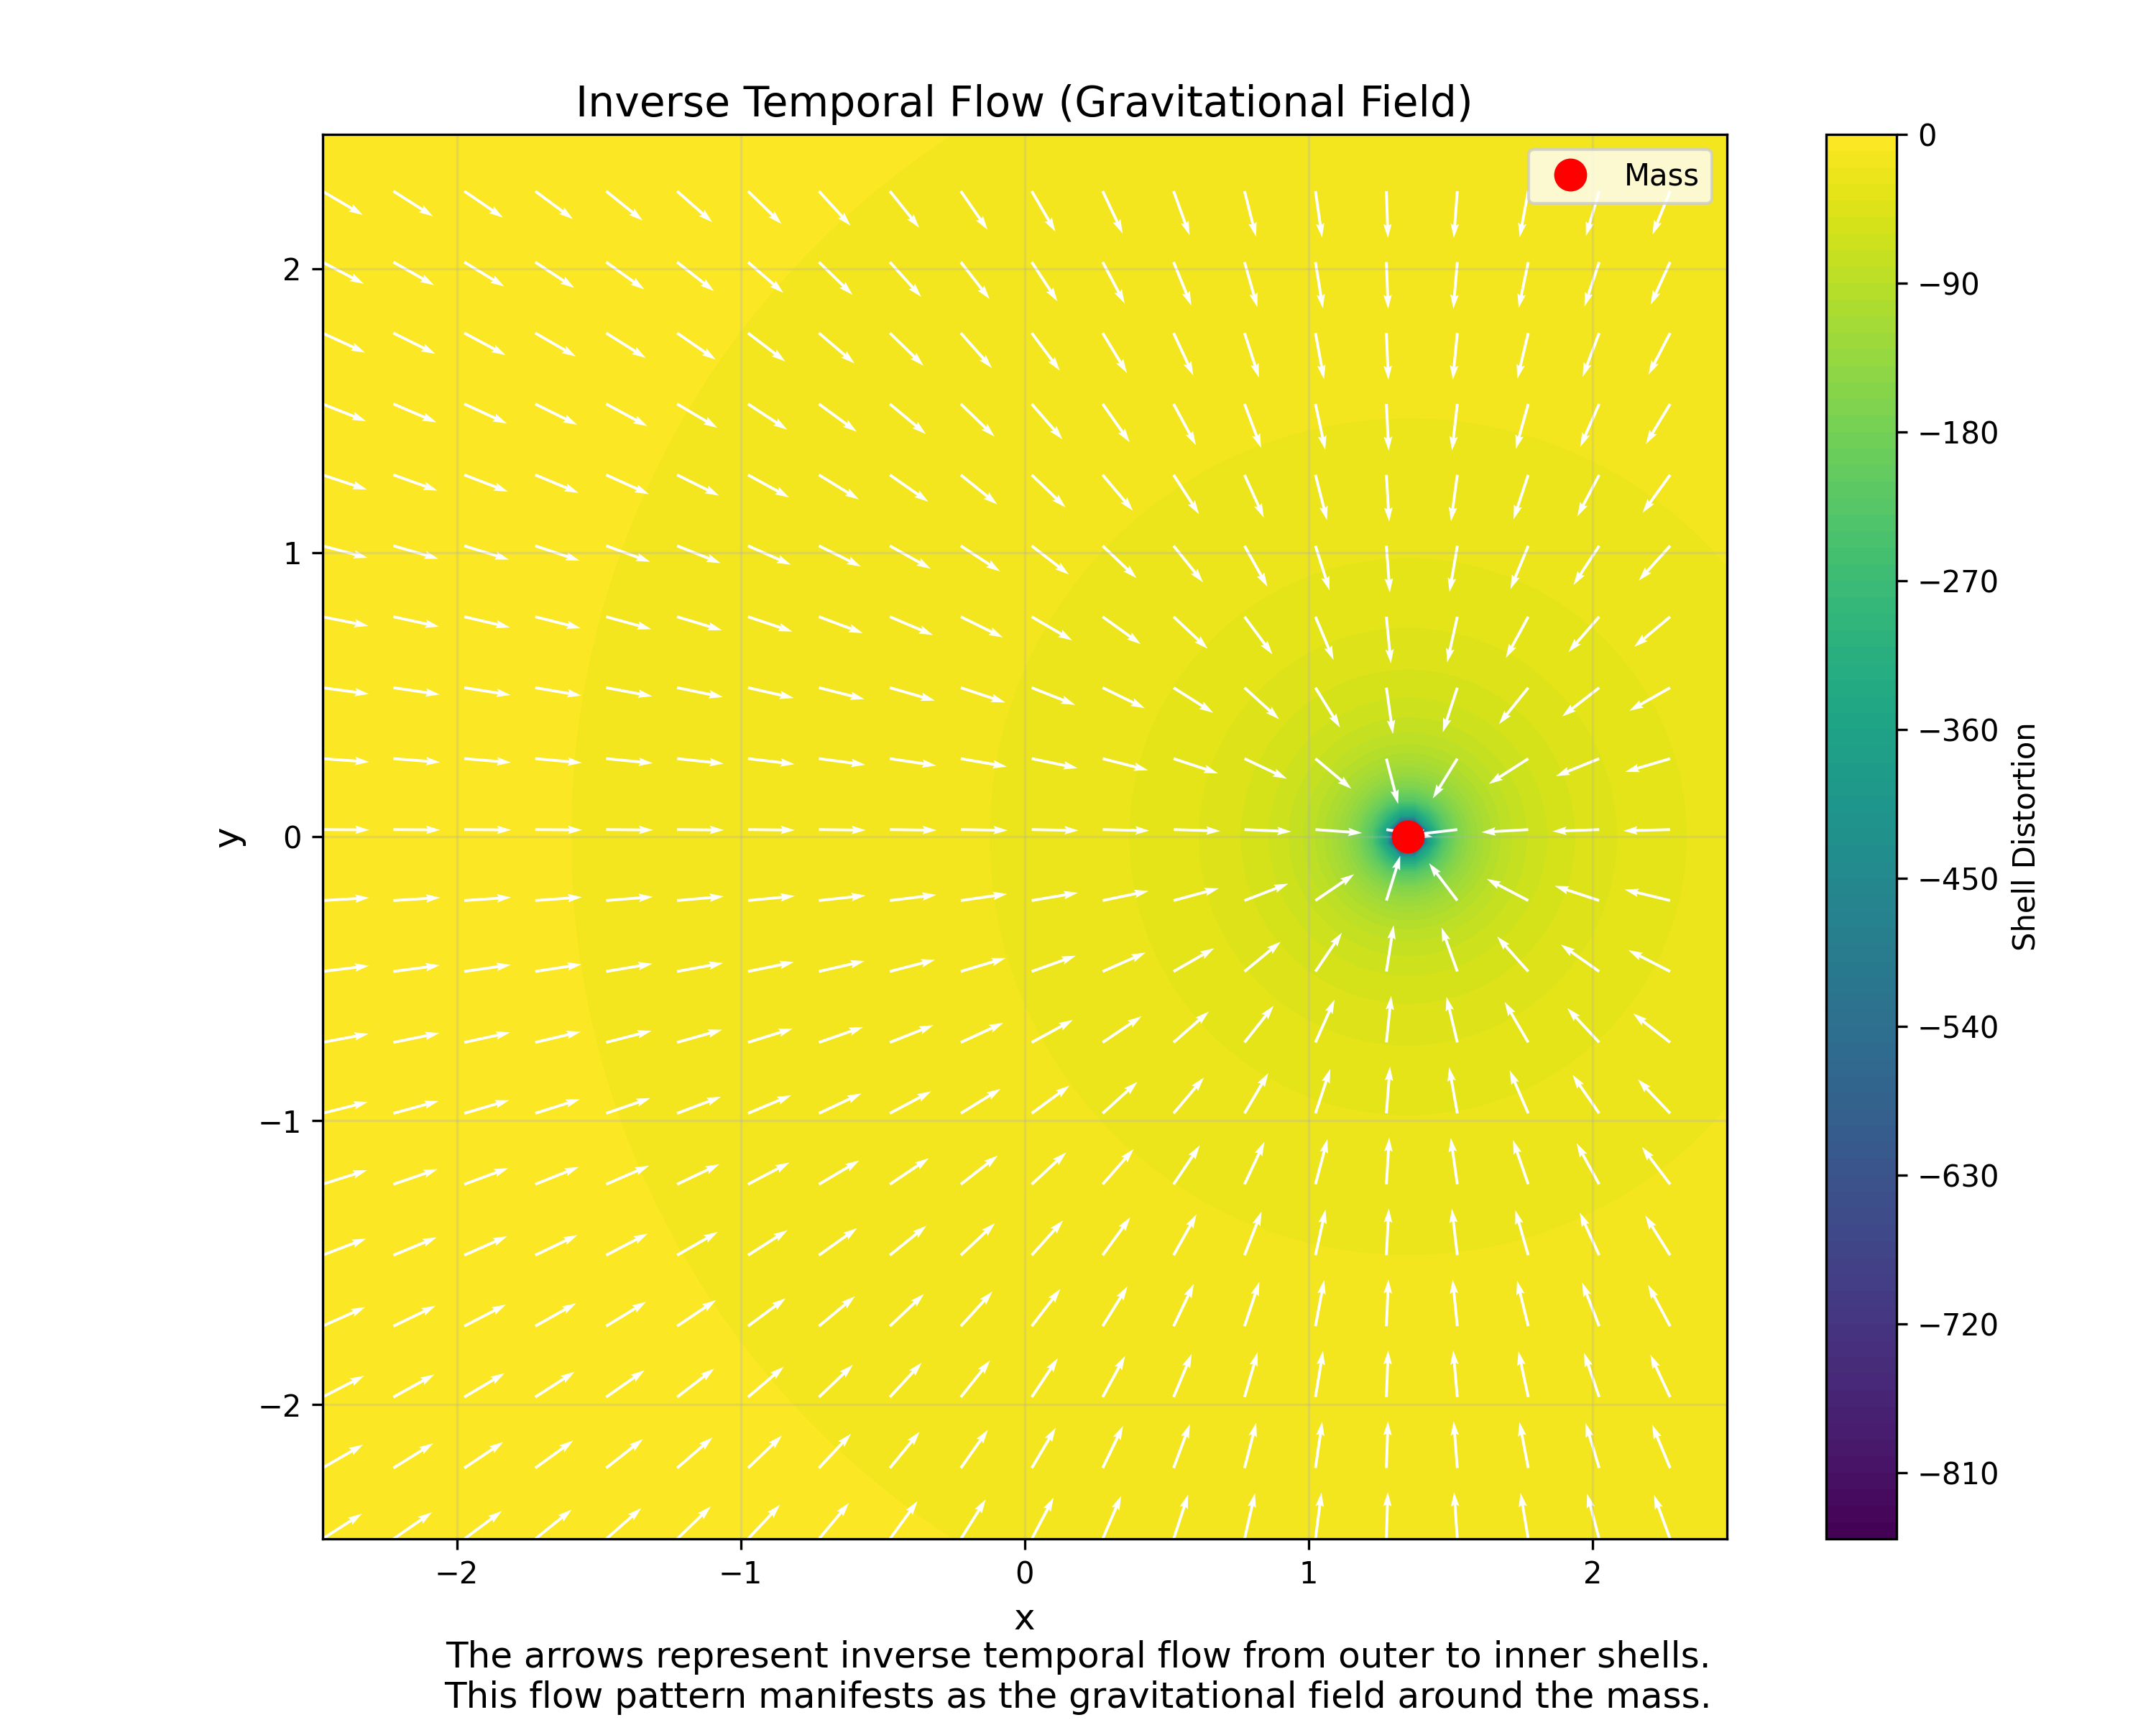 Inverse Temporal Flow (Gravitational Field)
Mass
2
1
0
−1
−2
y
−2
−1
0
1
2
x
0
−90
−180
−270
−360
−450
−540
−630
−720
−810
Shell Distortion
The arrows represent inverse temporal flow from outer to inner shells.
This flow pattern manifests as the gravitational field around the mass.